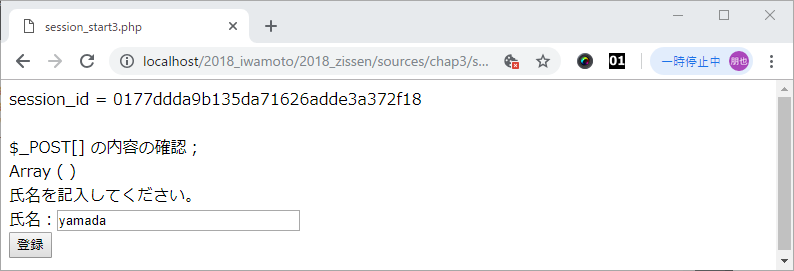 session_start3.php
localhost/2018_iwamoto/2018_zissen/sources/chap3/s...
01
一時停止中
朋也
session_id = 0177ddda9b135da71626adde3a372f18
$_POST[] の内容の確認；
Array ( )
氏名を記入してください。
氏名：yamada
登録